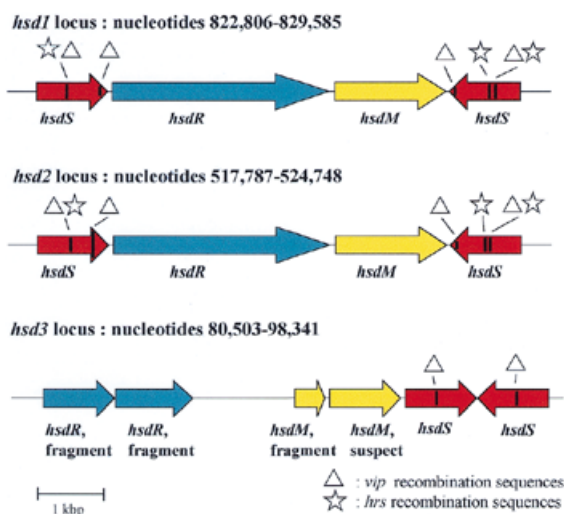 hsd1 locus : nucleotides 822,806-829,585
hsdS hsdR hsdM hsdS
hsd2 locus : nucleotides 517,787-524,748
hsdS hsdR hsdM hsdS
hsd3 locus : nucleotides 80,503-98,341
hsdR, hsdR, hsdM, hsdM, hsdS hsdS
fragment fragment fragment suspect
: vip recombination sequences
: hrs recombination sequences
1 kbp